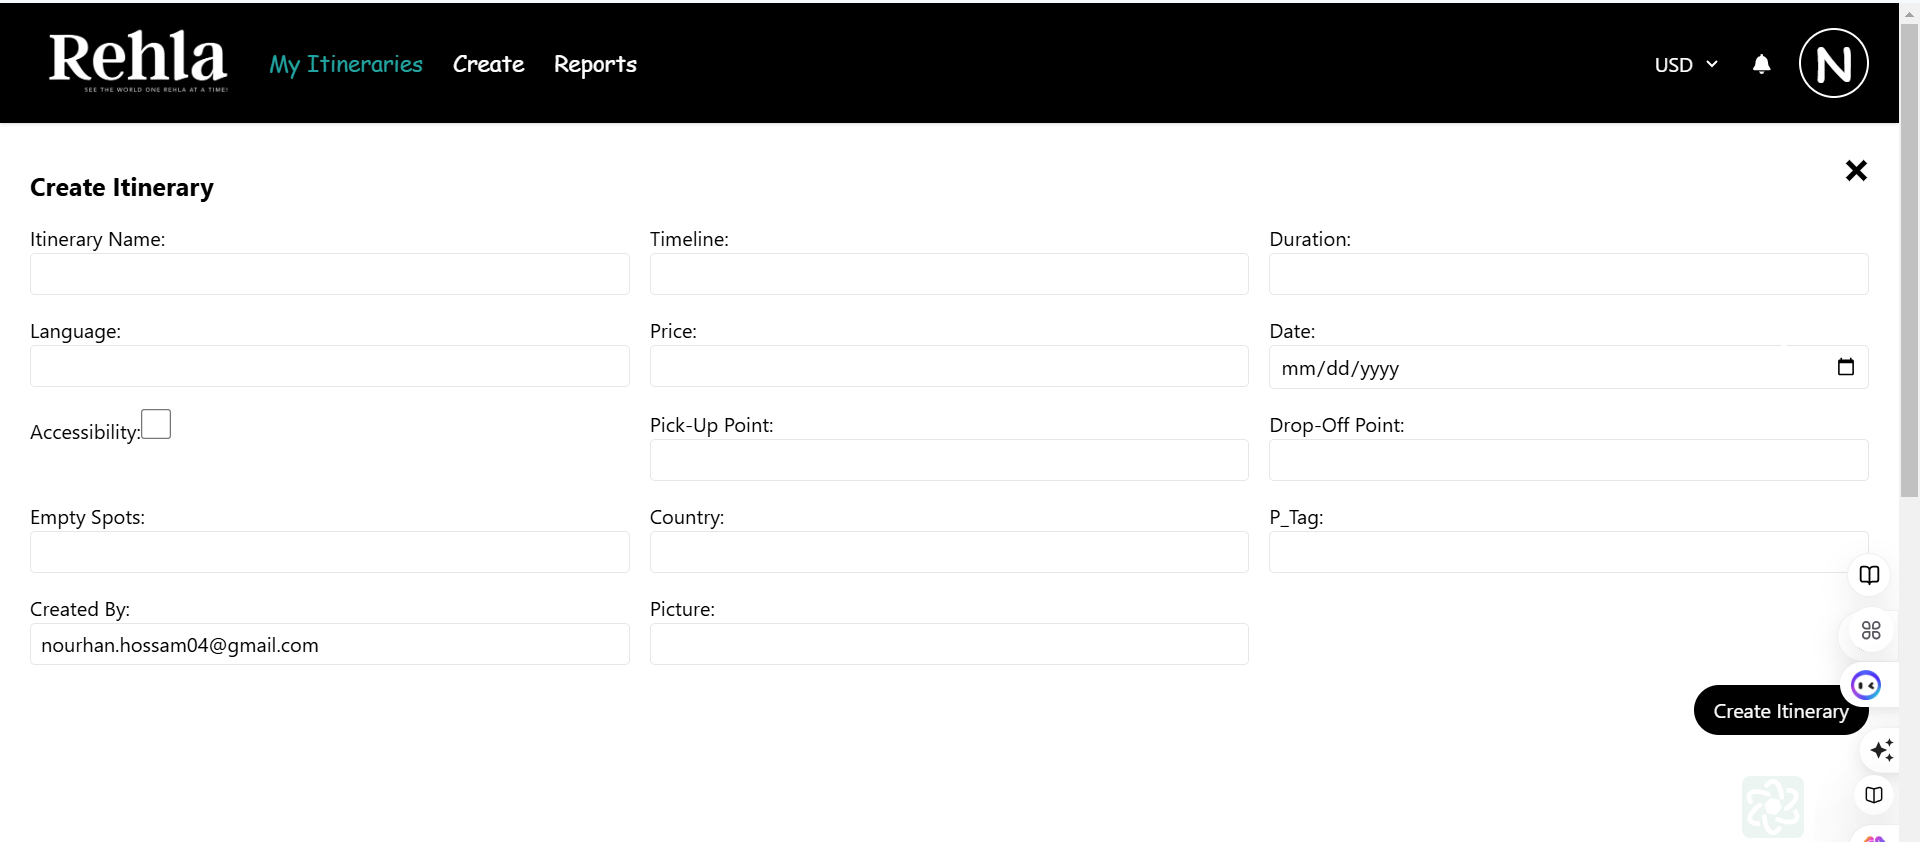 Rehla
SEE THE WORLD ONE REHLA AT A TIME!
My Itineraries Create Reports
USD
N
Create Itinerary
Itinerary Name: Timeline: Duration:
Language: Price: Date:
mm/dd/yyyy
Accessibility: Pick-Up Point: Drop-Off Point:
Empty Spots: Country: P_Tag:
Created By: Picture:
nourhan.hossam04@gmail.com
Create Itinerary